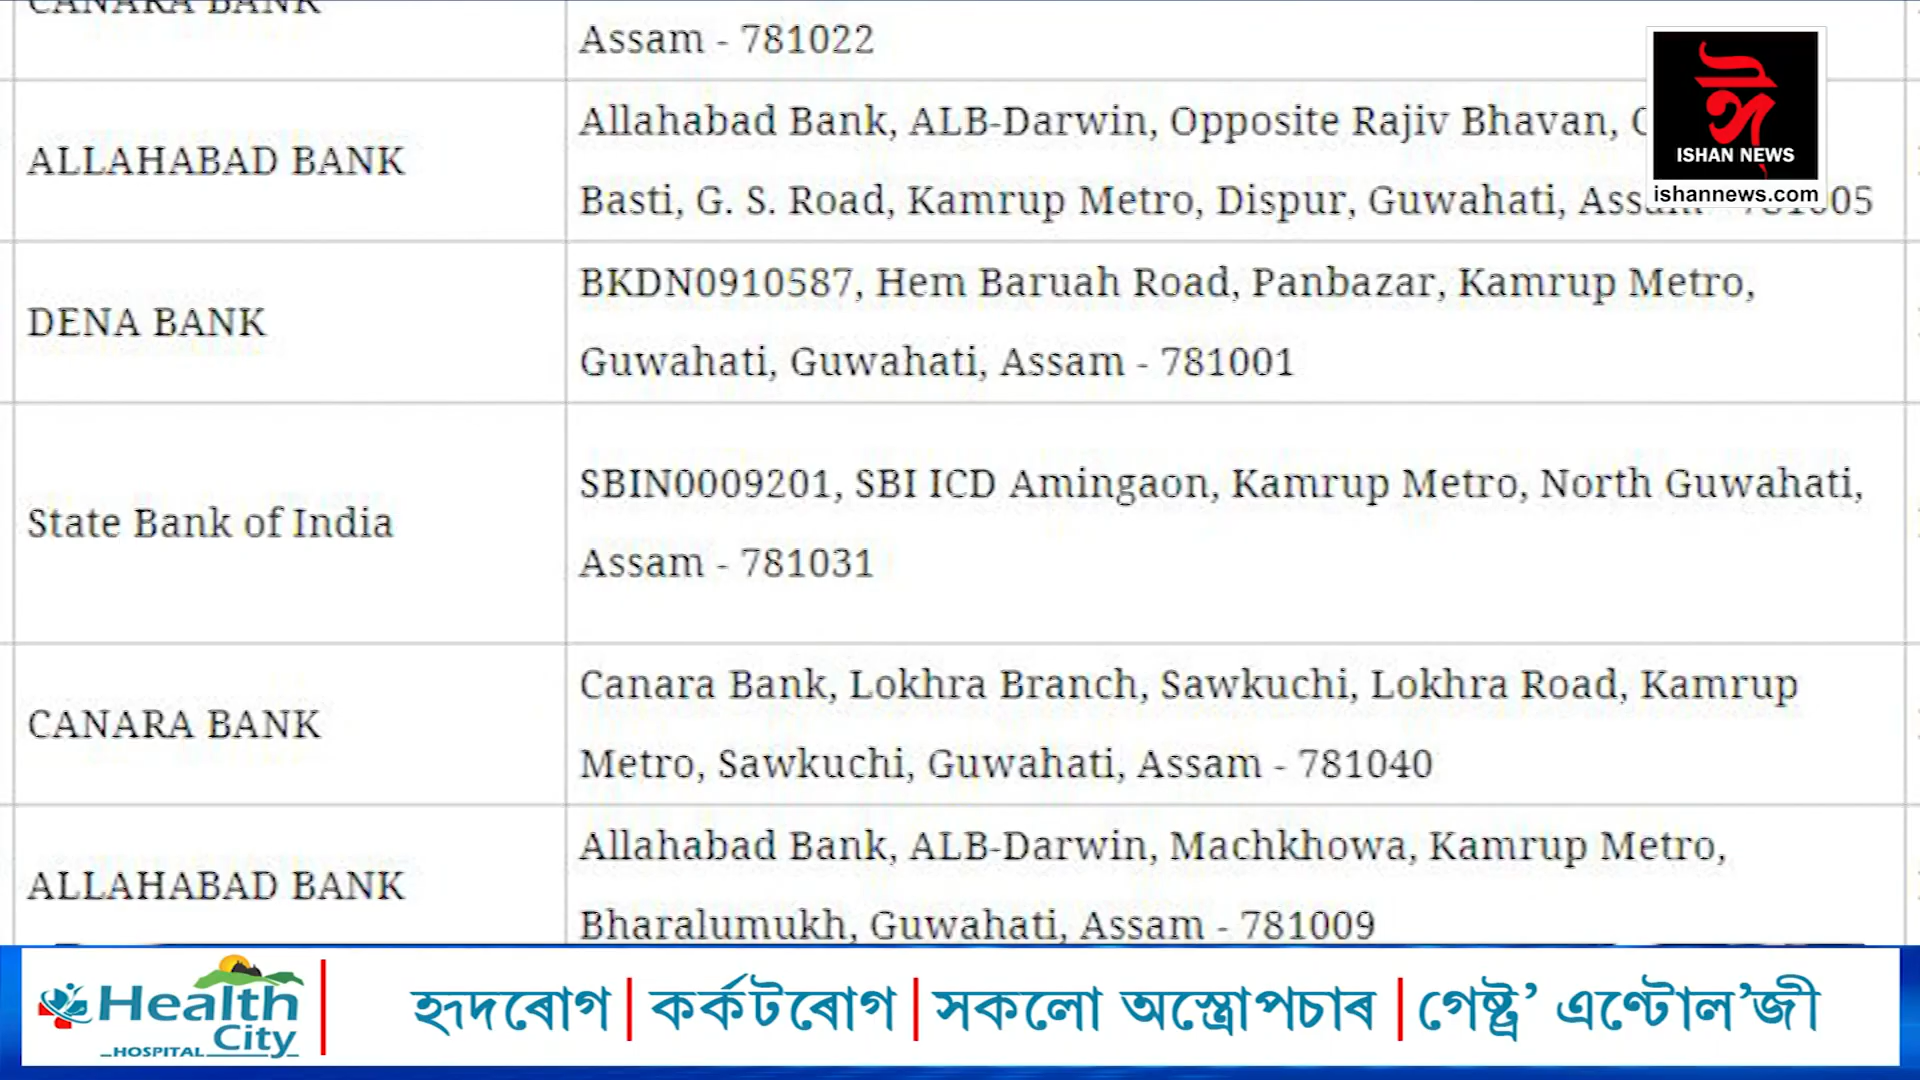 CANARA BANK
Assam - 781022
ALLAHABAD BANK
Allahabad Bank, ALB-Darwin, Opposite Rajiv Bhavan,
Basti, G. S. Road, Kamrup Metro, Dispur, Guwahati, Assam - 781005
DENA BANK
BKDN0910587, Hem Baruah Road, Panbazar, Kamrup Metro,
Guwahati, Guwahati, Assam - 781001
State Bank of India
SBIN0009201, SBI ICD Amingaon, Kamrup Metro, North Guwahati,
Assam - 781031
CANARA BANK
Canara Bank, Lokhra Branch, Sawkuchi, Lokhra Road, Kamrup
Metro, Sawkuchi, Guwahati, Assam - 781040
ALLAHABAD BANK
Allahabad Bank, ALB-Darwin, Machkhowa, Kamrup Metro,
Bharalumukh, Guwahati, Assam - 781009
ISHAN NEWS
ishannews.com
Health
City
HOSPITAL
হৃদৰোগ | কৰ্কটৰোগ | সকলো অস্ত্ৰোপচাৰ | গেষ্ট্ৰ' এণ্টোল'জী